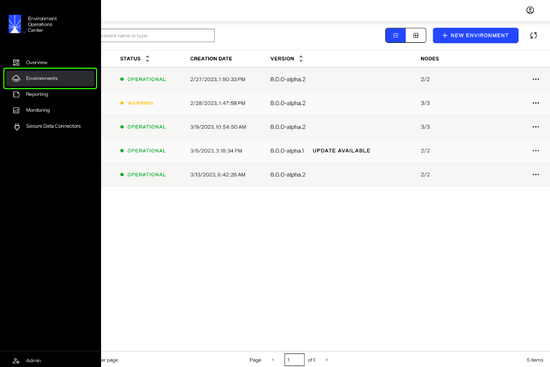 Environment
Operations
Center
Overview
Environments
Reporting
Monitoring
Secure Data Connectors
Admin
nment name or type
NEW ENVIRONMENT
STATUS CREATION DATE VERSION NODES
OPERATIONAL 2/27/2023, 1:50:33 PM 8.0.0-alpha.2 2/2
WARNING 2/28/2023, 1:47:58 PM 8.0.0-alpha.2 3/3
OPERATIONAL 3/9/2023, 10:54:50 AM 8.0.0-alpha.2 3/3
OPERATIONAL 3/6/2023, 3:18:34 PM 8.0.0-alpha.1 UPDATE AVAILABLE 2/2
OPERATIONAL 3/13/2023, 6:42:28 AM 8.0.0-alpha.2 2/2
er page Page 1 of 1 5 items